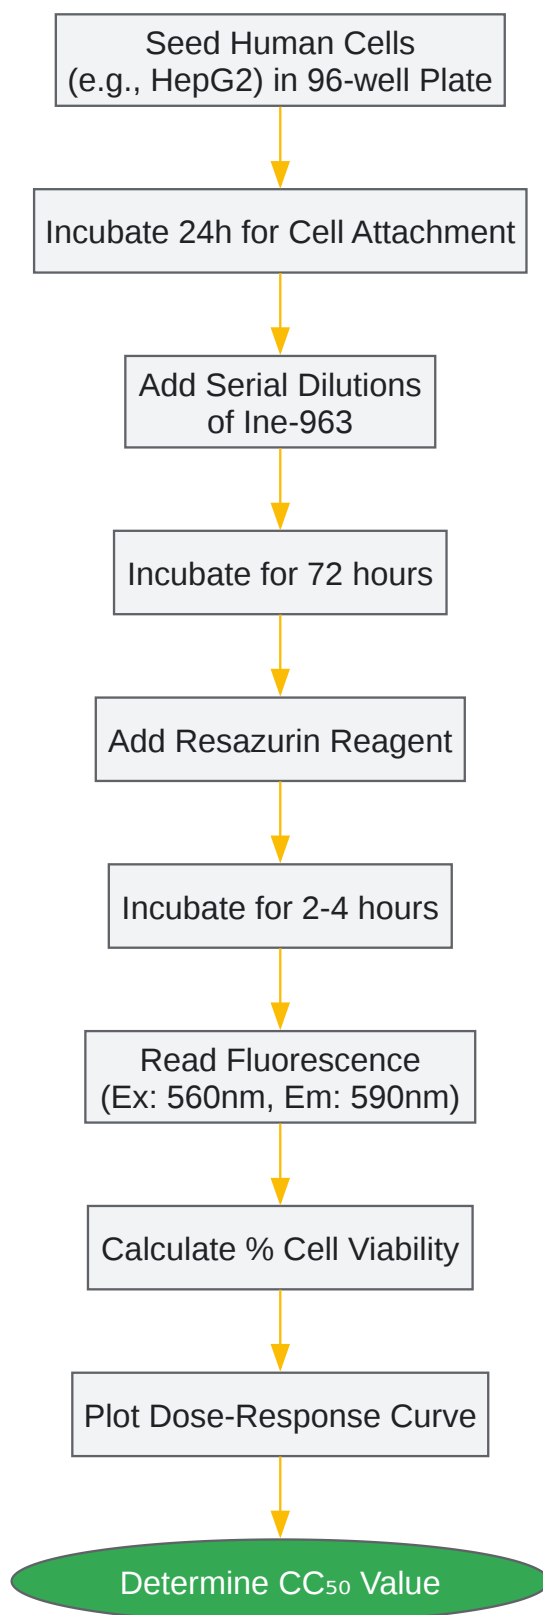 Seed Human Cells
(e.g., HepG2) in 96-well Plate
Incubate 24h for Cell Attachment
Add Serial Dilutions
of Ine-963
Incubate for 72 hours
Add Resazurin Reagent
Incubate for 2-4 hours
Read Fluorescence
(Ex: 560nm, Em: 590nm)
Calculate % Cell Viability
Plot Dose-Response Curve
Determine CC₅₀ Value